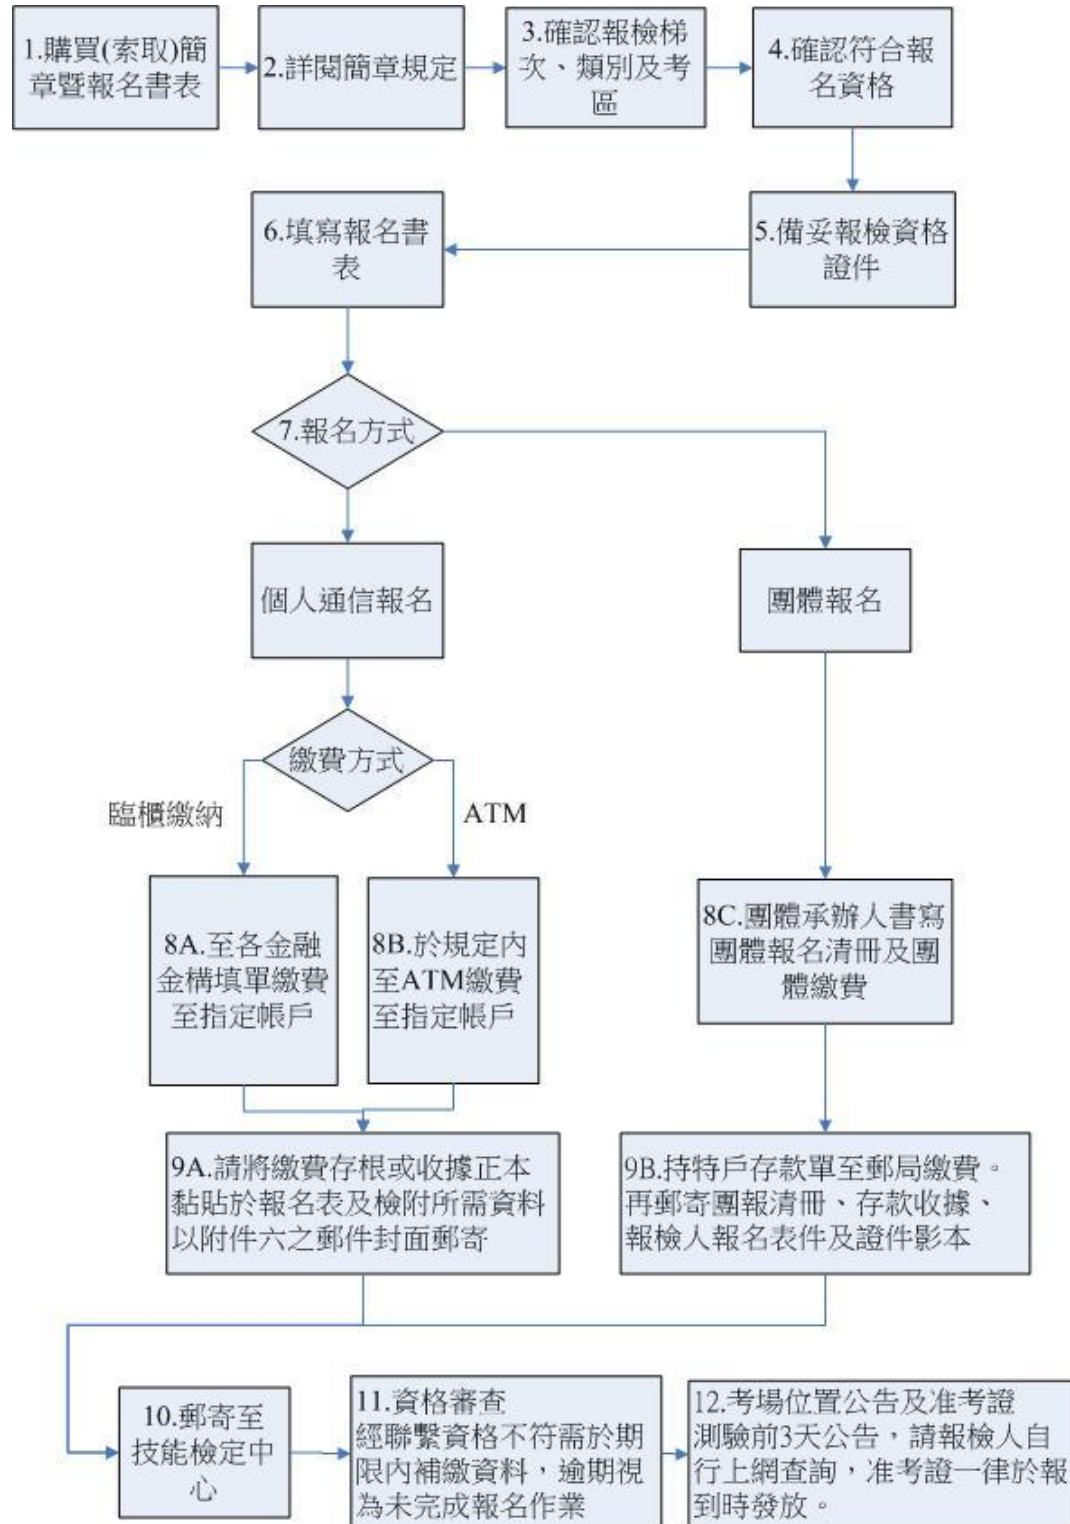 1.購買(索取)簡
章暨報名書表
2.詳閱簡章規定
3.確認報檢梯
次、類別及考
區
4.確認符合報
名資格
5.備妥報檢資格
證件
6.填寫報名書
表
7.報名方式
個人通信報名
團體報名
繳費方式
臨櫃繳納
ATM
8A.至各金融
金構填單繳費
至指定帳戶
8B.於規定內
至ATM繳費
至指定帳戶
8C.團體承辦人書寫
團體報名清冊及團
體繳費
9A.請將繳費存根或收據正本
黏貼於報名表及檢附所需資料
以附件六之郵件封面郵寄
9B.持特戶存款單至郵局繳費。
再郵寄團報清冊、存款收據、
報檢人報名表件及證件影本
10.郵寄至
技能檢定中
心
11.資格審查
經聯繫資格不符需於期
限內補繳資料，逾期視
為未完成報名作業
12.考場位置公告及准考證
測驗前3天公告，請報檢人自
行上網查詢，准考證一律於報
到時發放。